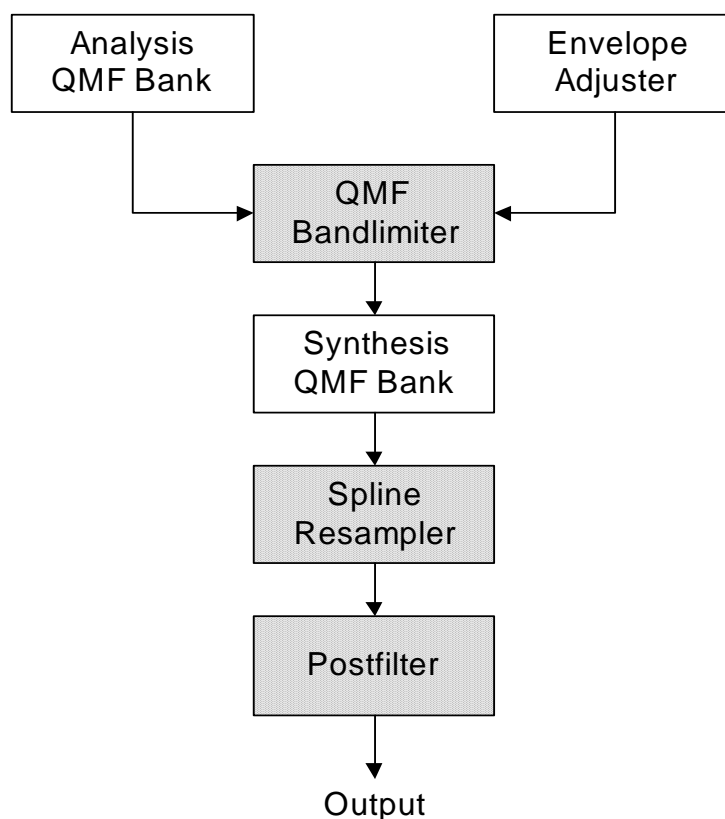 Analysis
QMF Bank
Envelope
Adjuster
QMF
Bandlimiter
Synthesis
QMF Bank
Spline
Resampler
Postfilter
Output